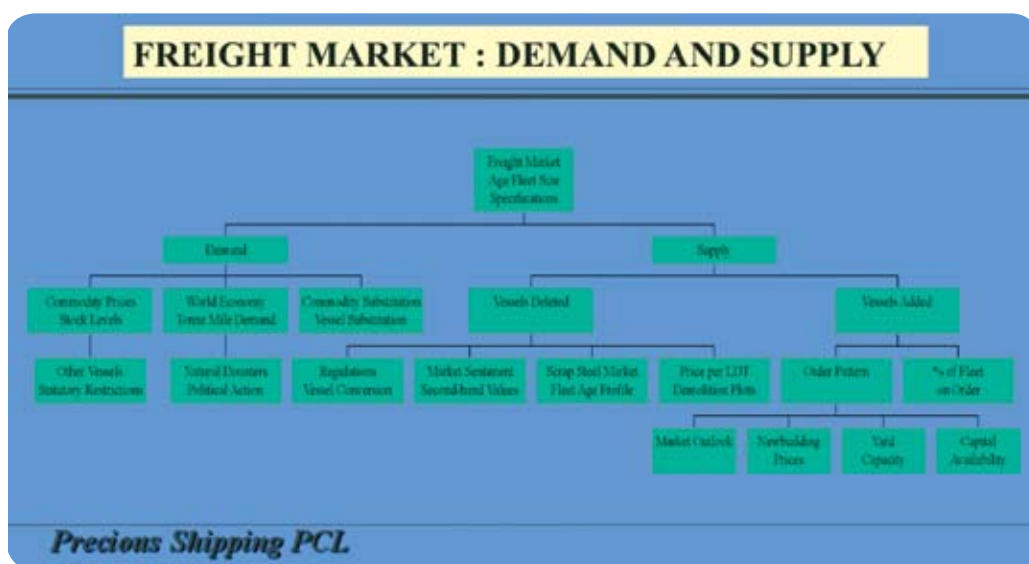 FREIGHT MARKET : DEMAND AND SUPPLY
Freight Market
Age Fleet Size
Specifications
Demand
Supply
Commodity Prices
Stock Levels
World Economy
Tonne Mile Demand
Commodity Substitution
Vessel Substitution
Vessels Deleted
Vessels Added
Other Vessels
Statutory Restrictions
Natural Disasters
Political Action
Regulations
Vessel Conversion
Market Sentiment
Second-hand Values
Scrap Steel Market
Fleet Age Profile
Price per LDT
Demolition Plots
Order Pattern
% of Fleet
on Order
Market Outlook
Newbuilding
Prices
Yard
Capacity
Capital
Availability
Precious Shipping PCL